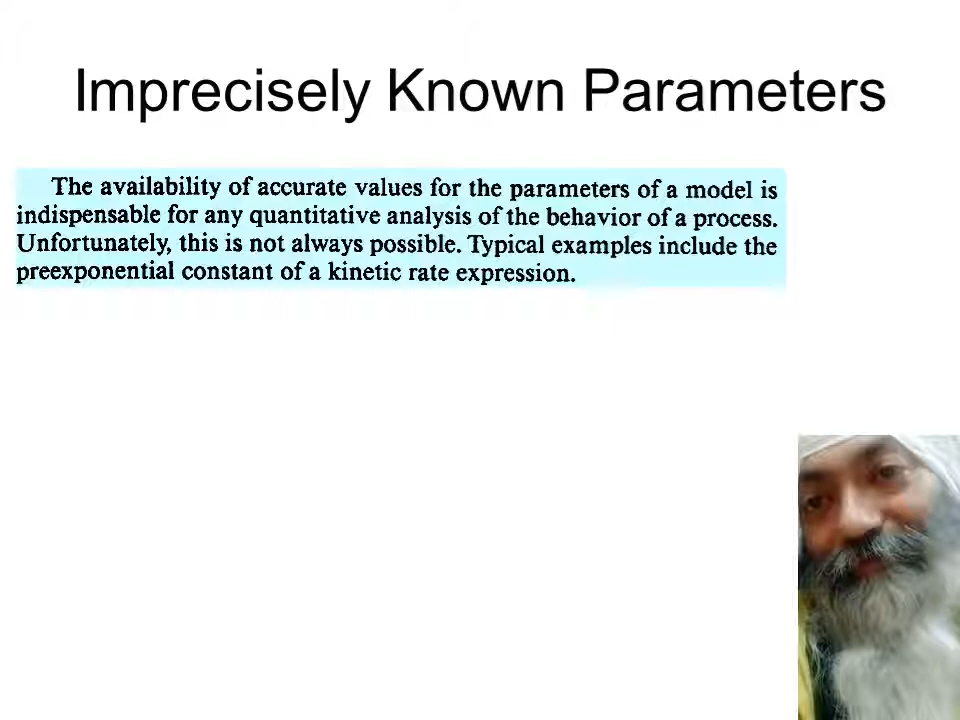 Imprecisely Known Parameters
The availability of accurate values for the parameters of a model is
indispensable for any quantitative analysis of the behavior of a process.
Unfortunately, this is not always possible. Typical examples include the
preexponential constant of a kinetic rate expression.